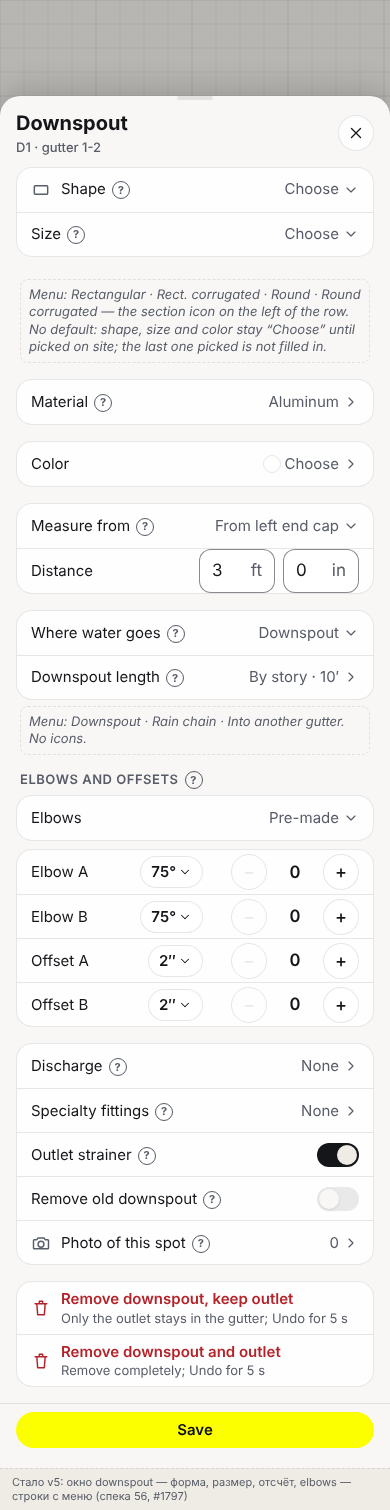 Downspout
D1 · gutter 1-2
Shape ? Choose
Size ? Choose
Menu: Rectangular · Rect. corrugated · Round · Round
corrugated — the section icon on the left of the row.
No default: shape, size and color stay “Choose” until
picked on site; the last one picked is not filled in.
Material ? Aluminum
Color Choose
Measure from ? From left end cap
Distance 3 ft 0 in
Where water goes ? Downspout
Downspout length ? By story · 10′
Menu: Downspout · Rain chain · Into another gutter.
No icons.
ELBOWS AND OFFSETS ?
Elbows Pre-made
Elbow A 75° − 0 +
Elbow B 75° − 0 +
Offset A 2″ − 0 +
Offset B 2″ − 0 +
Discharge ? None
Specialty fittings ? None
Outlet strainer ?
Remove old downspout ?
Photo of this spot ? 0
Remove downspout, keep outlet
Only the outlet stays in the gutter; Undo for 5 s
Remove downspout and outlet
Remove completely; Undo for 5 s
Save
Стало v5: окно downspout — форма, размер, отсчёт, elbows —
строки с меню (спека 56, #1797)